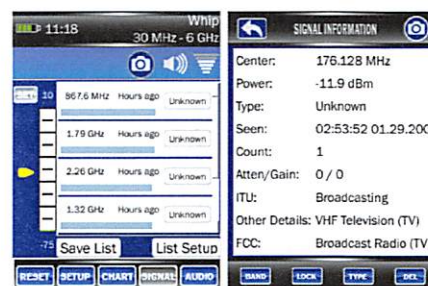 11:18
Whip
30 MHz - 6 GHz
10
867.6 MHz Hours ago Unknown
1.79 GHz Hours ago Unknown
2.26 GHz Hours ago Unknown
1.32 GHz Hours ago Unknown
-75
Save List
List Setup
RESET SETUP CHART SIGNAL AUDIO
SIGNAL INFORMATION
Center: 176.128 MHz
Power: -11.9 dBm
Type: Unknown
Seen: 02:53:52 01.29.200
Count: 1
Atten/Gain: 0 / 0
ITU: Broadcasting
Other Details: VHF Television (TV)
FCC: Broadcast Radio (TV
BAND LOCK TYPE DEL